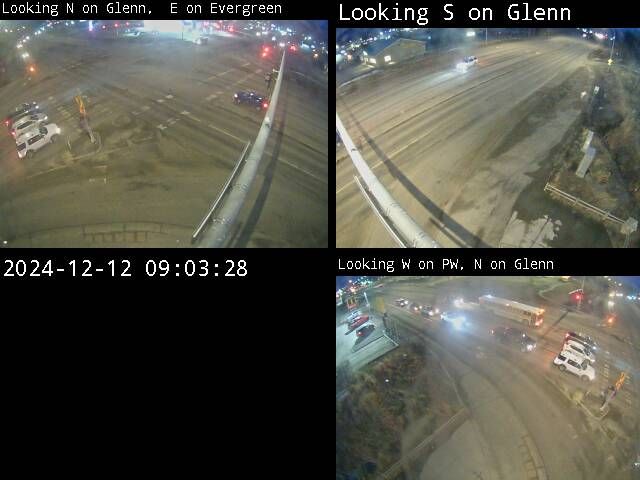 Looking N on Glenn,  E on Evergreen
Looking S on Glenn
2024-12-12 09:03:28
Looking W on PW, N on Glenn